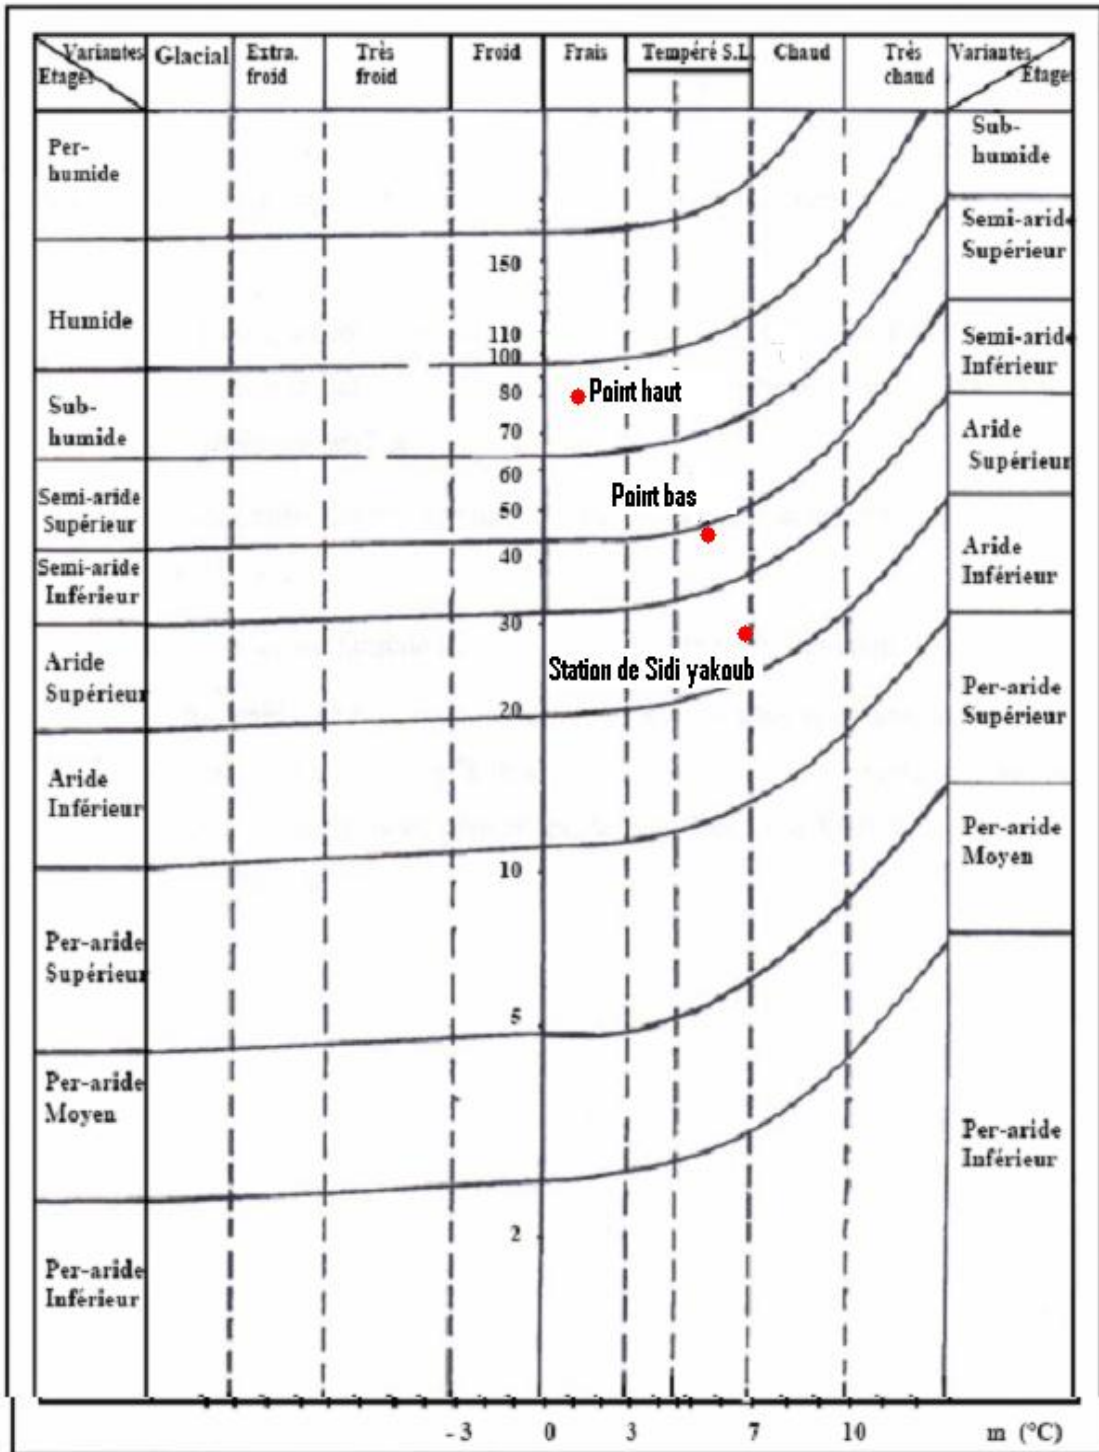 Variantes
Etages
Glacial
Extra.
froid
Très
froid
Froid
Frais
Tempéré S.L.
Chaud
Très
chaud
Variantes
Etages
Per-
humide
Humide
Sub-
humide
Semi-aride
Supérieur
Semi-aride
Inférieur
Aride
Supérieur
Aride
Inférieur
Per-aride
Supérieur
Per-aride
Moyen
Per-aride
Inférieur
150
110
100
80
70
60
50
40
30
20
10
5
2
Point haut
Point bas
Station de Sidi yakoub
Sub-
humide
Semi-aride
Supérieur
Semi-aride
Inférieur
Aride
Supérieur
Aride
Inférieur
Per-aride
Supérieur
Per-aride
Moyen
Per-aride
Inférieur
- 3
0
3
7
10
m (°C)